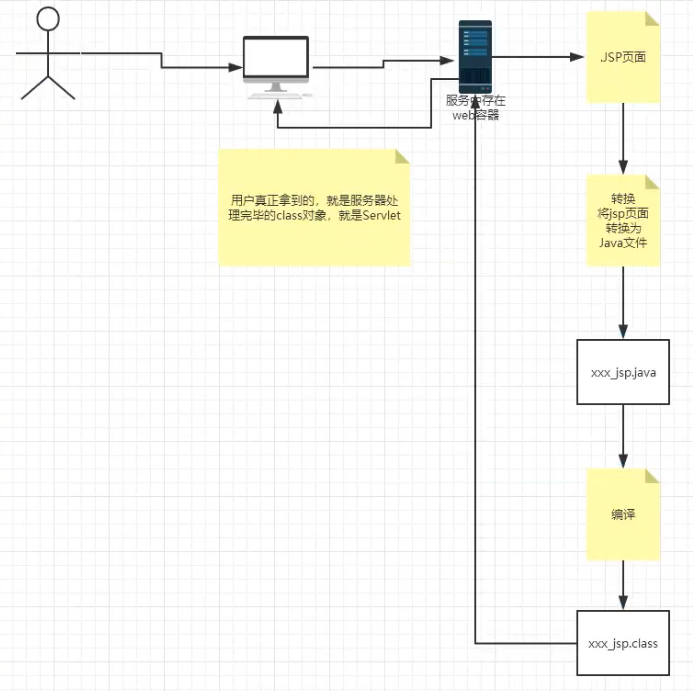 .JSP页面
服务中存在
web容器
用户真正拿到的，就是服务器处
理完毕的class对象，就是Servlet
转换
将jsp页面
转换为
Java文件
xxx_jsp.java
编译
xxx_jsp.class